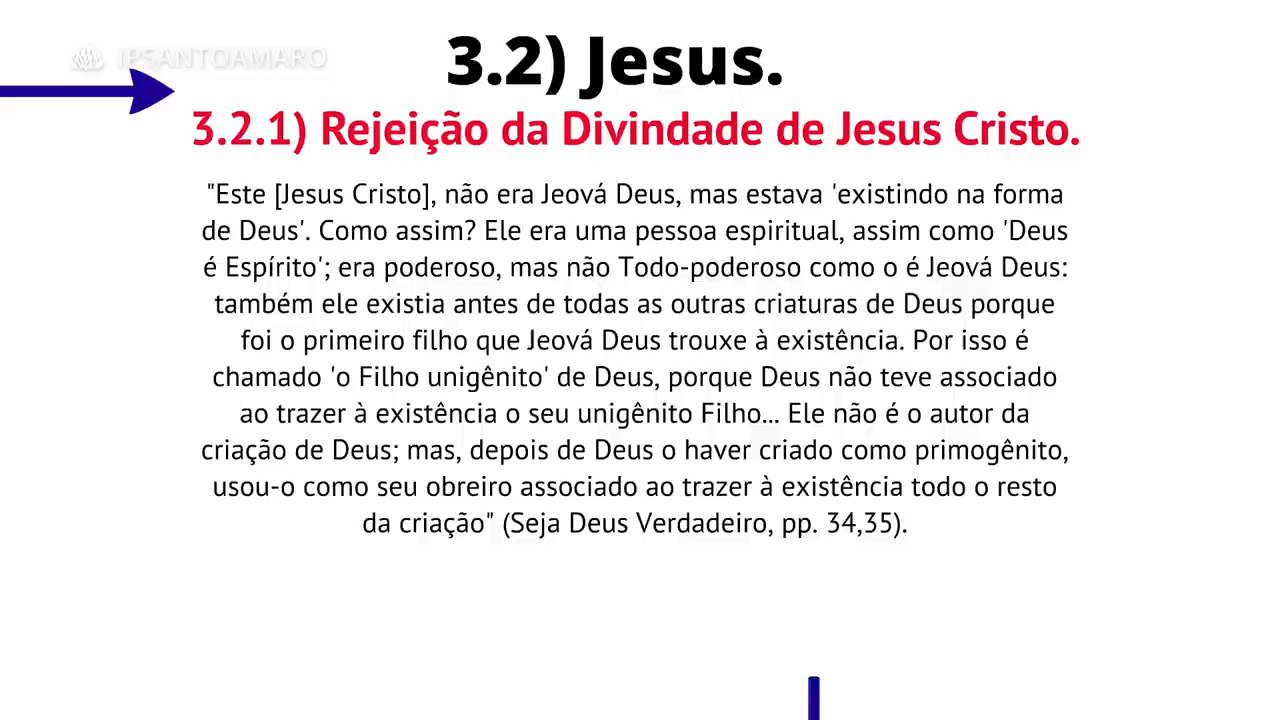 IPSANTOAMARO
3.2) Jesus.
3.2.1) Rejeição da Divindade de Jesus Cristo.
"Este [Jesus Cristo], não era Jeová Deus, mas estava 'existindo na forma
de Deus'. Como assim? Ele era uma pessoa espiritual, assim como 'Deus
é Espírito'; era poderoso, mas não Todo-poderoso como o é Jeová Deus:
também ele existia antes de todas as outras criaturas de Deus porque
foi o primeiro filho que Jeová Deus trouxe à existência. Por isso é
chamado 'o Filho unigênito' de Deus, porque Deus não teve associado
ao trazer à existência o seu unigênito Filho... Ele não é o autor da
criação de Deus; mas, depois de Deus o haver criado como primogênito,
usou-o como seu obreiro associado ao trazer à existência todo o resto
da criação" (Seja Deus Verdadeiro, pp. 34,35).